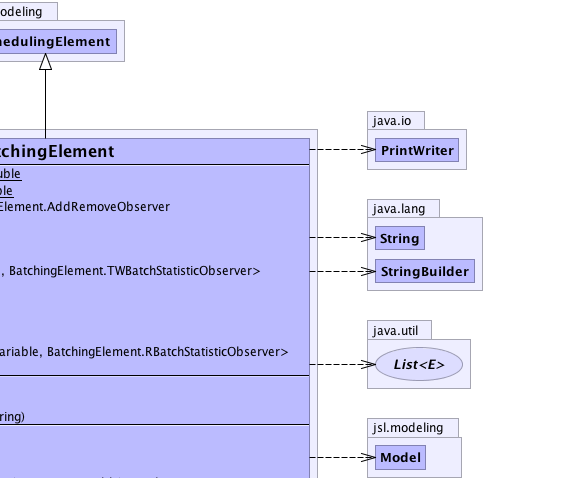 odeling
hedulingElement
java.io
PrintWriter
tchingElement
uble
ble
Element.AddRemoveObserver
java.lang
String
, BatchingElement.TWBatchStatisticObserver>
StringBuilder
java.util
ariable, BatchingElement.RBatchStatisticObserver>
List<E>
ring)
jsl.modeling
Model